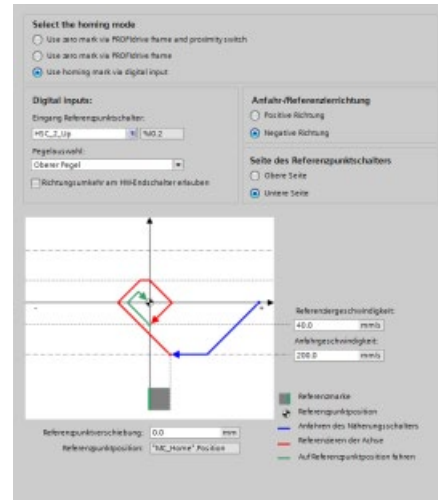 Select the homing mode
Use zero mark via PROFIdrive frame and proximity switch
Use zero mark via PROFIdrive frame
Use homing mark via digital input
Digital inputs:
Eingang Referenzpunktschalter:
HSC_2_Up
%I0.2
Pegelauswahl:
Oberer Pegel
Richtungsumkehr am HW-Endschalter erlauben
Anfahr-/Referenzierrichtung
Positive Richtung
Negative Richtung
Seite des Referenzpunktschalters
Obere Seite
Untere Seite
-
+
Referenziergeschwindigkeit:
40.0 mm/s
Anfahrgeschwindigkeit:
200.0 mm/s
Referenzmarke
Referenzpunktposition
Anfahren des Näherungsschalters
Referenzieren der Achse
Auf Referenzpunktposition fahren
Referenzpunktverschiebung: 0.0 mm
Referenzpunktposition: "MC_Home".Position